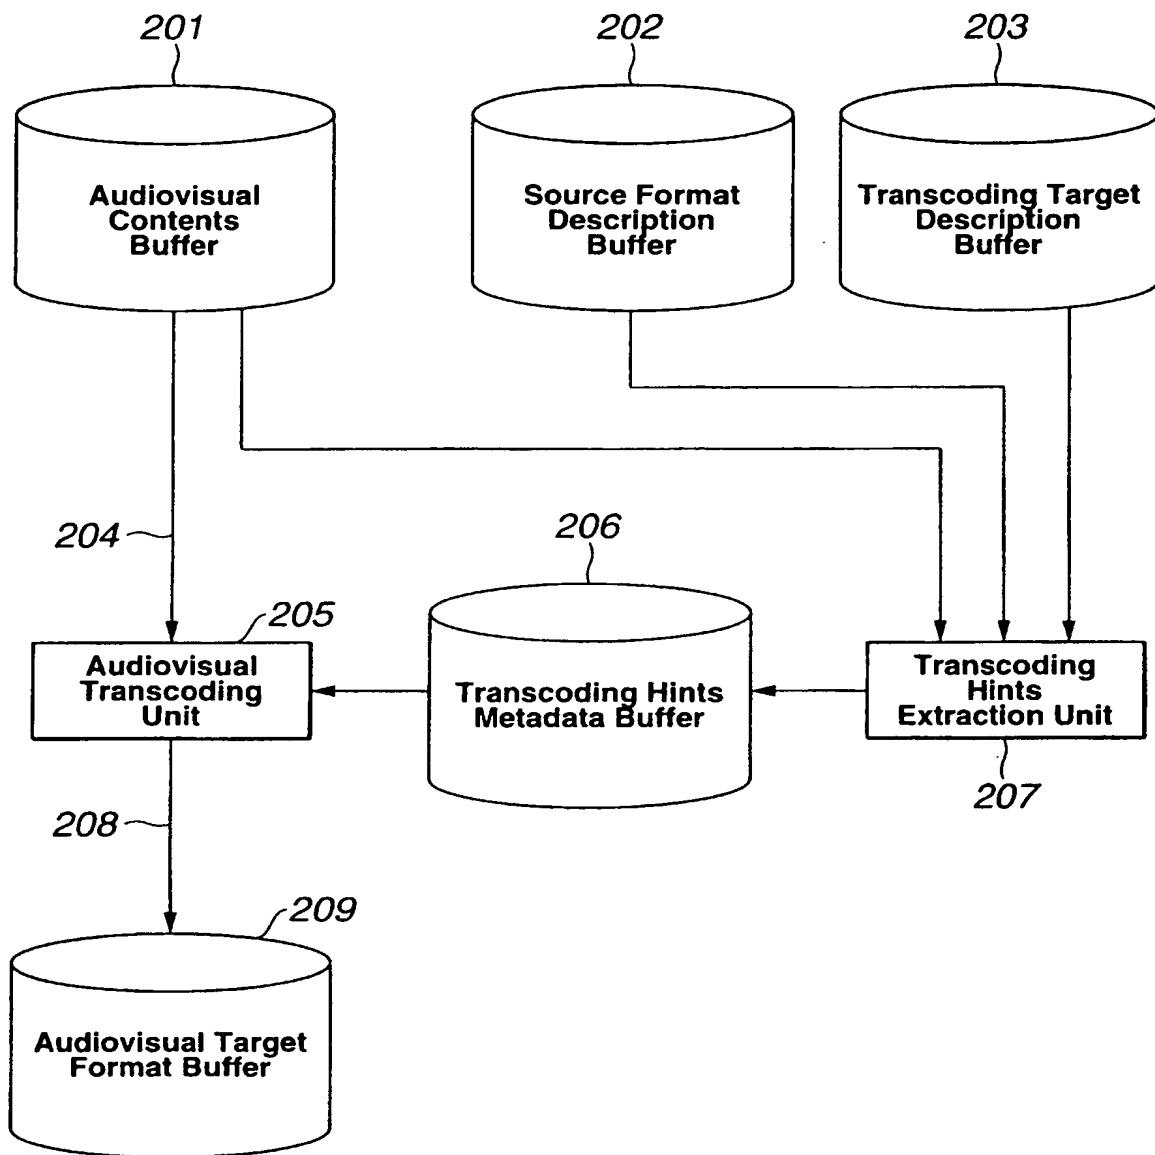 201
202
203
Audiovisual
Contents
Buffer
Source Format
Description
Buffer
Transcoding Target
Description
Buffer
204
206
205
Audiovisual
Transcoding
Unit
Transcoding Hints
Metadata Buffer
Transcoding
Hints
Extraction Unit
207
208
209
Audiovisual Target
Format Buffer